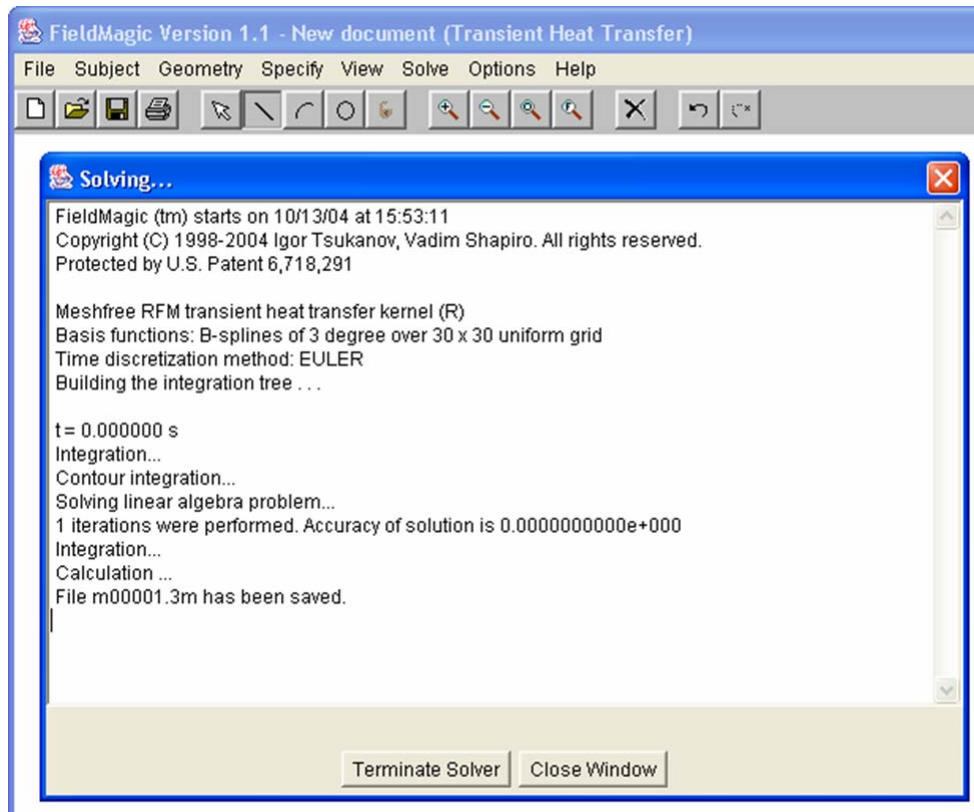 FieldMagic Version 1.1 - New document (Transient Heat Transfer)
File Subject Geometry Specify View Solve Options Help
Solving...
FieldMagic (tm) starts on 10/13/04 at 15:53:11
Copyright (C) 1998-2004 Igor Tsukanov, Vadim Shapiro. All rights reserved.
Protected by U.S. Patent 6,718,291
Meshfree RFM transient heat transfer kernel (R)
Basis functions: B-splines of 3 degree over 30 x 30 uniform grid
Time discretization method: EULER
Building the integration tree . . .
t = 0.000000 s
Integration...
Contour integration...
Solving linear algebra problem...
1 iterations were performed. Accuracy of solution is 0.0000000000e+000
Integration...
Calculation ...
File m00001.3m has been saved.
Terminate Solver Close Window